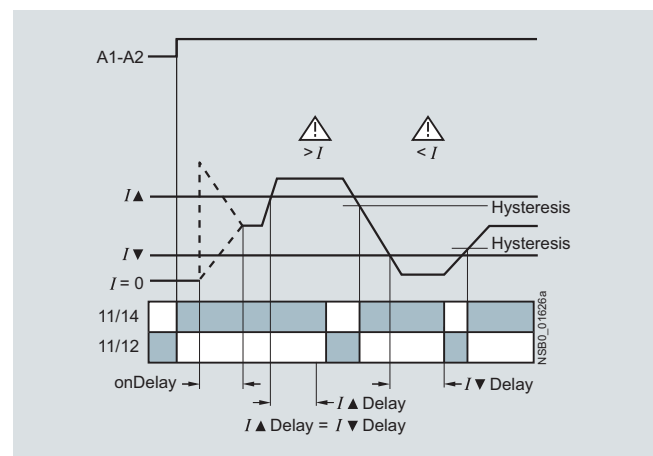 A1-A2
> I
< I
I▲
Hysteresis
Hysteresis
I▼
I = 0
11/14
11/12
NSB0_01626a
onDelay
I▼Delay
I▲Delay
I▲Delay = I▼Delay